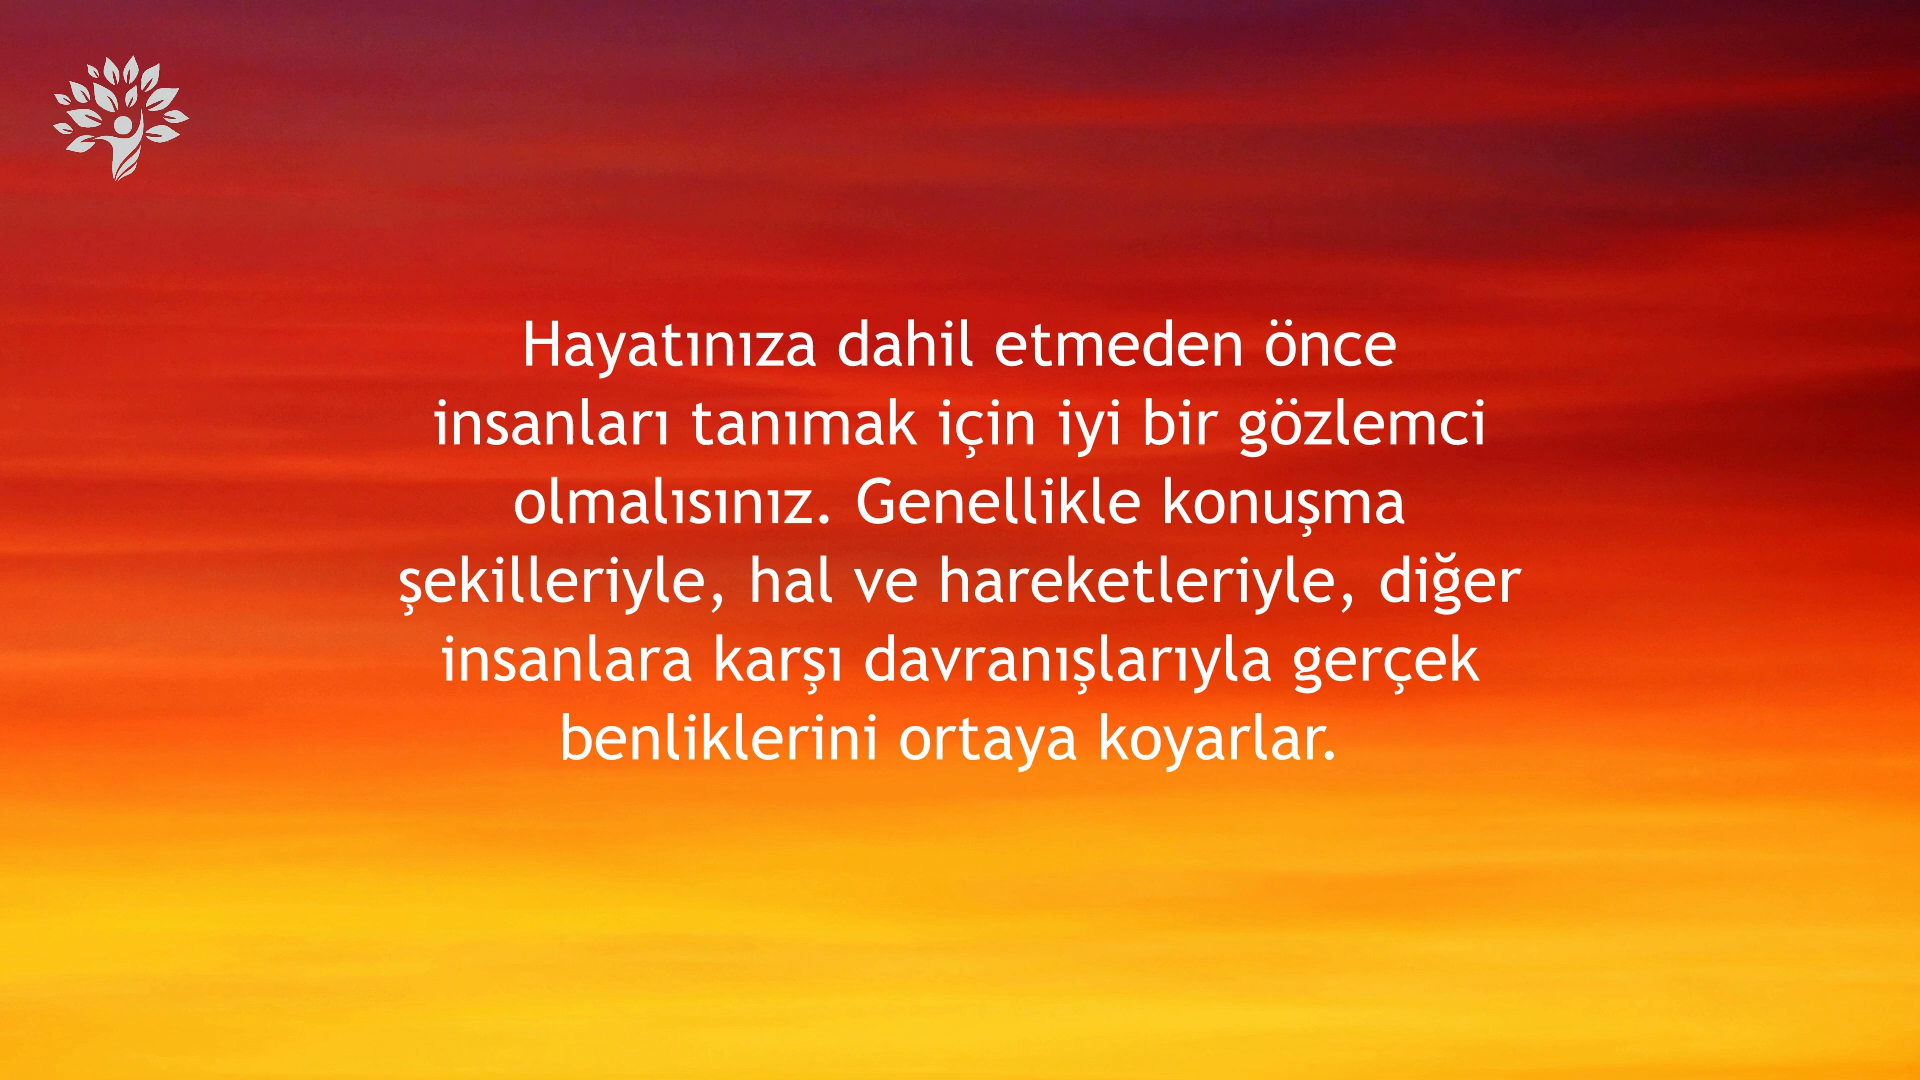 Hayatınıza dahil etmeden önce
insanları tanımak için iyi bir gözlemci
olmalısınız. Genellikle konuşma
şekilleriyle, hal ve hareketleriyle, diğer
insanlara karşı davranışlarıyla gerçek
benliklerini ortaya koyarlar.